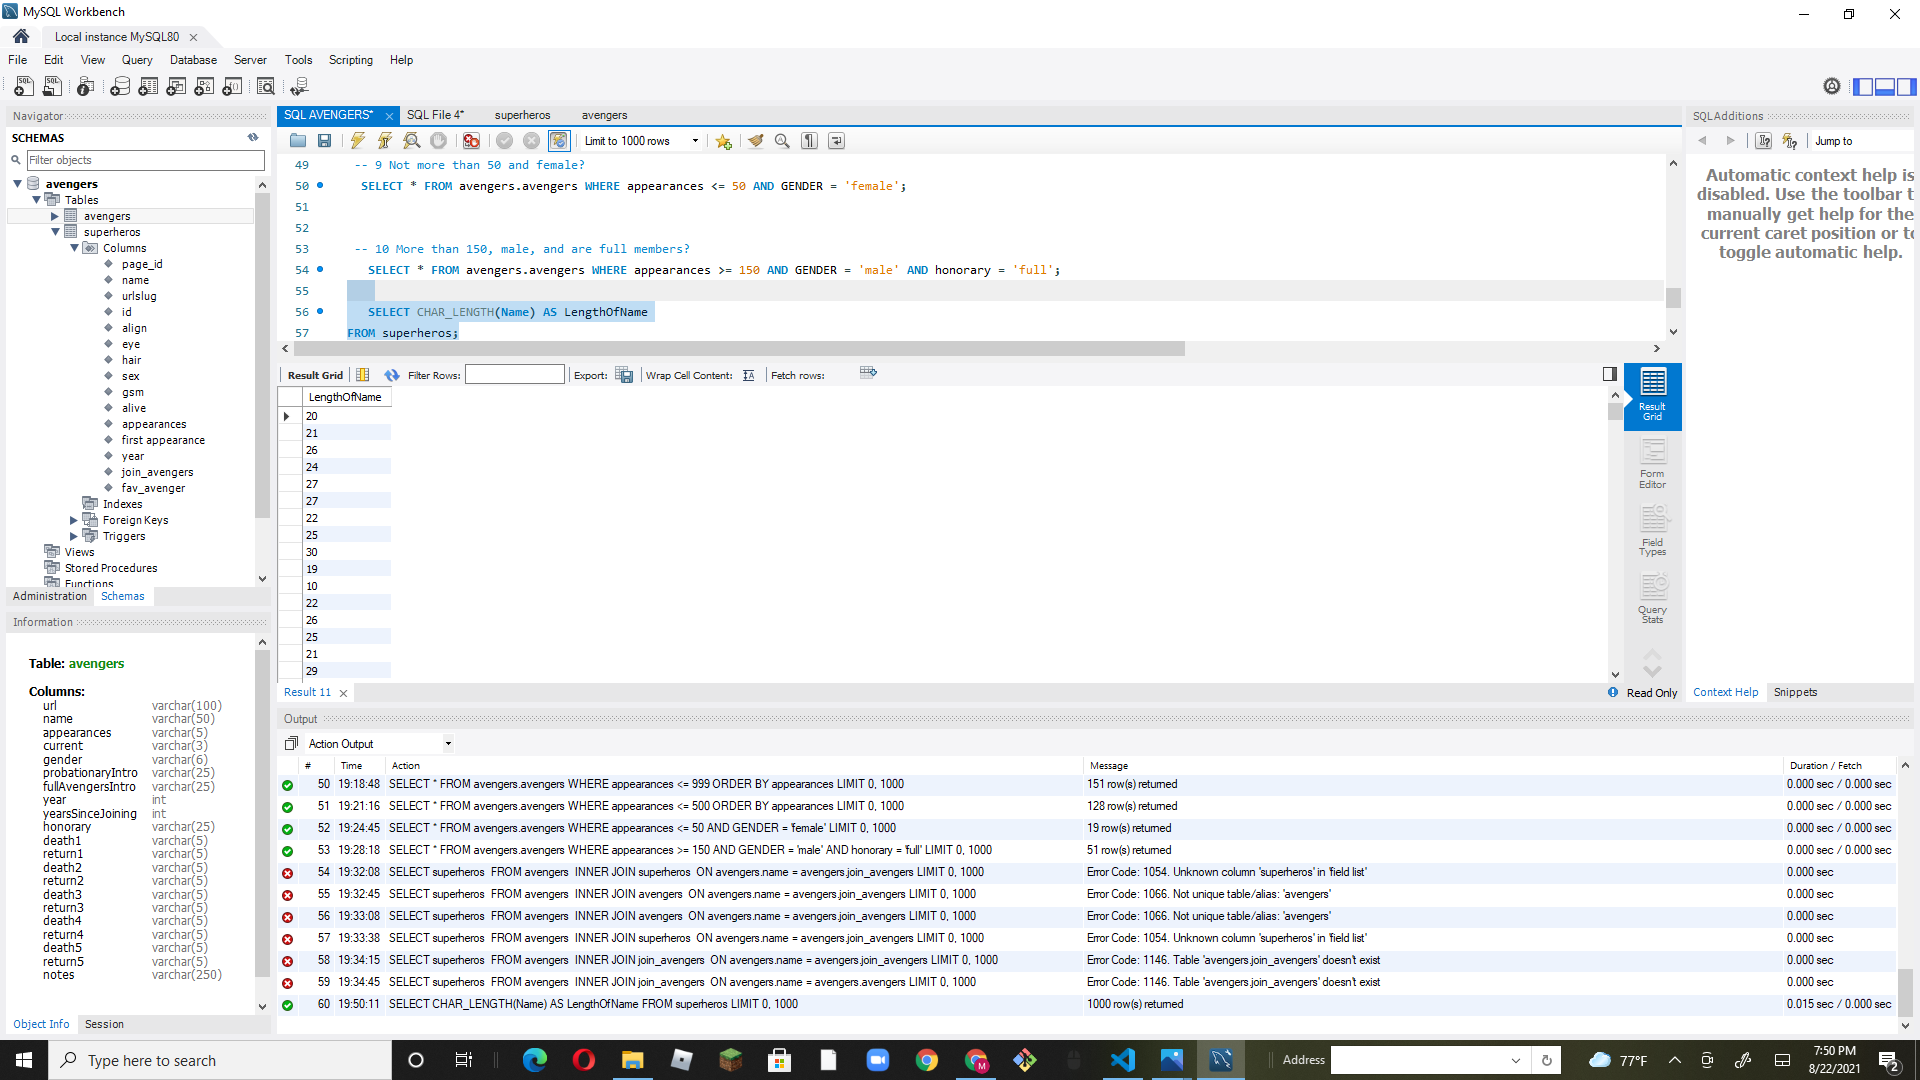 MySQL Workbench
Local instance MySQL80
File Edit View Query Database Server Tools Scripting Help
Navigator
SCHEMAS
Filter objects
avengers
Tables
avengers
superheros
Columns
page_id
name
urlslug
id
align
eye
hair
sex
gsm
alive
appearances
first appearance
year
join_avengers
fav_avenger
Indexes
Foreign Keys
Triggers
Views
Stored Procedures
Functions
Administration Schemas
Information
Table: avengers
Columns:
url varchar(100)
name varchar(50)
appearances varchar(5)
current varchar(3)
gender varchar(6)
probationaryIntro varchar(25)
fullAvengersIntro varchar(25)
year int
yearsSinceJoining int
honorary varchar(25)
death1 varchar(5)
return1 varchar(5)
death2 varchar(5)
return2 varchar(5)
death3 varchar(5)
return3 varchar(5)
death4 varchar(5)
return4 varchar(5)
death5 varchar(5)
return5 varchar(5)
notes varchar(250)
Object Info Session
SQL AVENGERS* SQL File 4* superheros avengers
Limit to 1000 rows
49 -- 9 Not more than 50 and female?
50 SELECT * FROM avengers.avengers WHERE appearances <= 50 AND GENDER = 'female';
51
52
53 -- 10 More than 150, male, and are full members?
54 SELECT * FROM avengers.avengers WHERE appearances >= 150 AND GENDER = 'male' AND honorary = 'full';
55
56 SELECT CHAR_LENGTH(Name) AS LengthOfName
57 FROM superheros;
Result Grid Filter Rows: Export: Wrap Cell Content: Fetch rows:
LengthOfName
20
21
26
24
27
27
22
25
30
19
10
22
26
25
21
29
Result Grid
Form Editor
Field Types
Query Stats
Result 11
Read Only
SQLAdditions
Jump to
Automatic context help is
disabled. Use the toolbar t
manually get help for the
current caret position or to
toggle automatic help.
Context Help Snippets
Output
Action Output
# Time Action Message Duration / Fetch
50 19:18:48 SELECT * FROM avengers.avengers WHERE appearances <= 999 ORDER BY appearances LIMIT 0, 1000 151 row(s) returned 0.000 sec / 0.000 sec
51 19:21:16 SELECT * FROM avengers.avengers WHERE appearances <= 500 ORDER BY appearances LIMIT 0, 1000 128 row(s) returned 0.000 sec / 0.000 sec
52 19:24:45 SELECT * FROM avengers.avengers WHERE appearances <= 50 AND GENDER = 'female' LIMIT 0, 1000 19 row(s) returned 0.000 sec / 0.000 sec
53 19:28:18 SELECT * FROM avengers.avengers WHERE appearances >= 150 AND GENDER = 'male' AND honorary = 'full' LIMIT 0, 1000 51 row(s) returned 0.000 sec / 0.000 sec
54 19:32:08 SELECT superheros FROM avengers INNER JOIN superheros ON avengers.name = avengers.join_avengers LIMIT 0, 1000 Error Code: 1054. Unknown column 'superheros' in 'field list' 0.000 sec
55 19:32:45 SELECT superheros FROM avengers INNER JOIN avengers ON avengers.name = avengers.join_avengers LIMIT 0, 1000 Error Code: 1066. Not unique table/alias: 'avengers' 0.000 sec
56 19:33:08 SELECT superheros FROM avengers INNER JOIN avengers ON avengers.name = avengers.join_avengers LIMIT 0, 1000 Error Code: 1066. Not unique table/alias: 'avengers' 0.000 sec
57 19:33:38 SELECT superheros FROM avengers INNER JOIN superheros ON avengers.name = avengers.join_avengers LIMIT 0, 1000 Error Code: 1054. Unknown column 'superheros' in 'field list' 0.000 sec
58 19:34:15 SELECT superheros FROM avengers INNER JOIN join_avengers ON avengers.name = avengers.join_avengers LIMIT 0, 1000 Error Code: 1146. Table 'avengers.join_avengers' doesn't exist 0.000 sec
59 19:34:45 SELECT superheros FROM avengers INNER JOIN join_avengers ON avengers.name = avengers.avengers LIMIT 0, 1000 Error Code: 1146. Table 'avengers.join_avengers' doesn't exist 0.000 sec
60 19:50:11 SELECT CHAR_LENGTH(Name) AS LengthOfName FROM superheros LIMIT 0, 1000 1000 row(s) returned 0.015 sec / 0.000 sec
Type here to search
Address
77°F
7:50 PM
8/22/2021
2